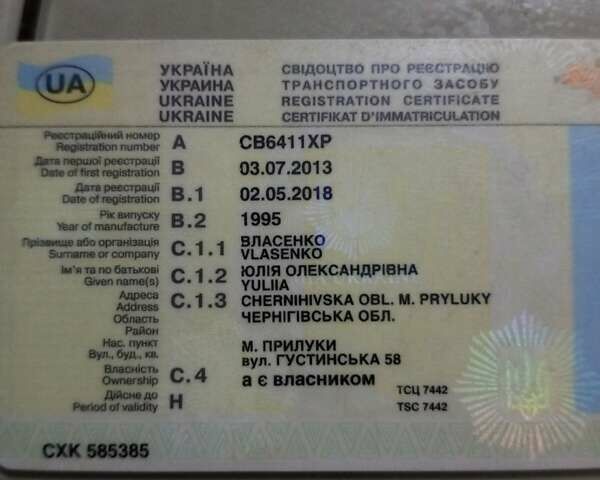 UA
УКРАЇНА СВІДОЦТВО ПРО РЕЄСТРАЦІЮ
УКРАИНА ТРАНСПОРТНОГО ЗАСОБУ
UKRAINE REGISTRATION CERTIFICATE
UKRAINE CERTIFIKAT D'IMMATRICULATION
Реєстраційний номер
Registration number A CB6411XP
Дата першої реєстрації
Date of first registration B 03.07.2013
Дата реєстрації
Date of registration B.1 02.05.2018
Рік випуску
Year of manufacture B.2 1995
Прізвище або організація ВЛАСЕНКО
Surname or company C.1.1 VLASENKO
Ім'я та по батькові ЮЛІЯ ОЛЕКСАНДРІВНА
Given name(s) C.1.2 YULIIA
Адреса C.1.3 CHERNIHIVSKA OBL. M. PRYLUKY
Address
Область ЧЕРНІГІВСЬКА ОБЛ.
Район
Нас. пункт М. ПРИЛУКИ
Вул., буд., кв. вул. ГУСТИНСЬКА 58
Власність
Ownership C.4 а є власником
Дійсне до ТСЦ 7442
Period of validity H TSC 7442
СХК 585385